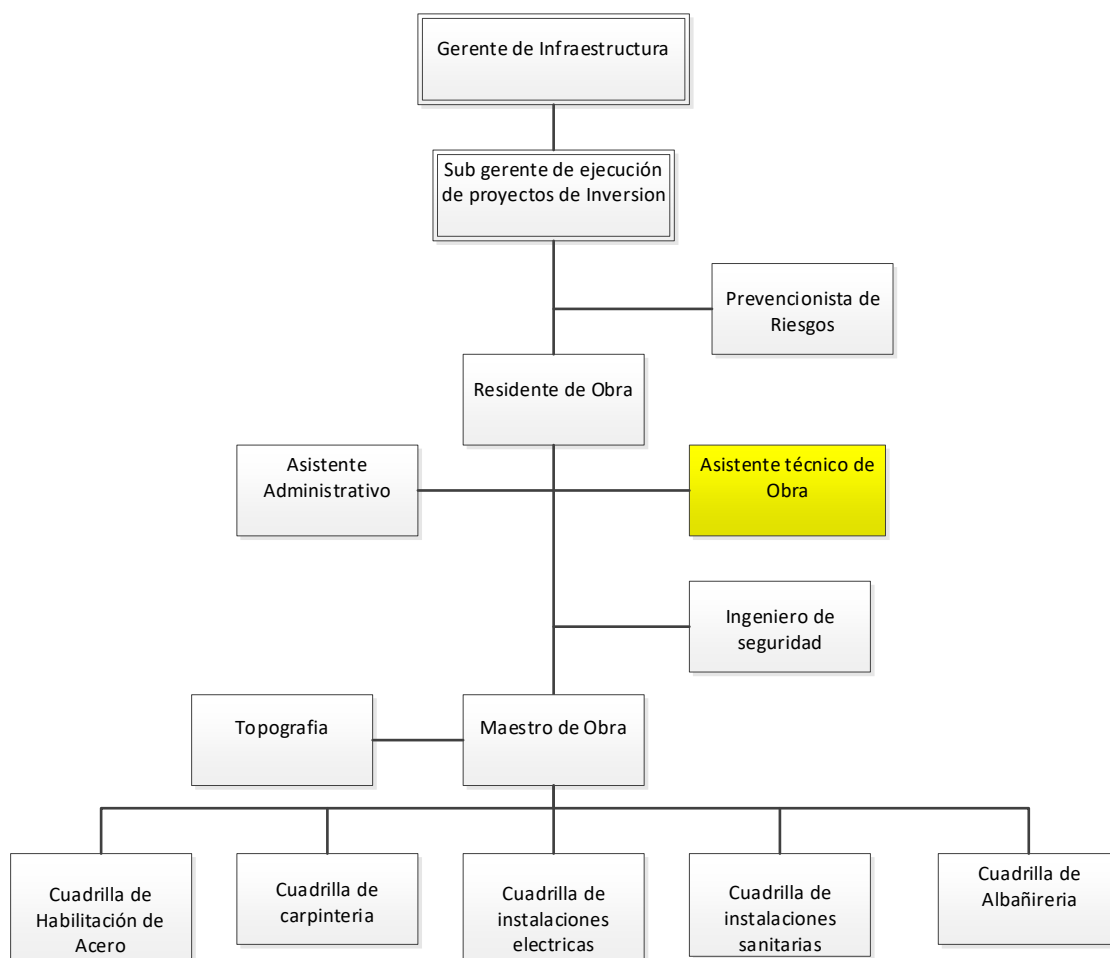 Gerente de Infraestructura
Sub gerente de ejecución
de proyectos de Inversion
Prevencionista de
Riesgos
Residente de Obra
Asistente
Administrativo
Asistente técnico de
Obra
Ingeniero de
seguridad
Topografia
Maestro de Obra
Cuadrilla de
Habilitación de
Acero
Cuadrilla de
carpinteria
Cuadrilla de
instalaciones
electricas
Cuadrilla de
instalaciones
sanitarias
Cuadrilla de
Albañireria